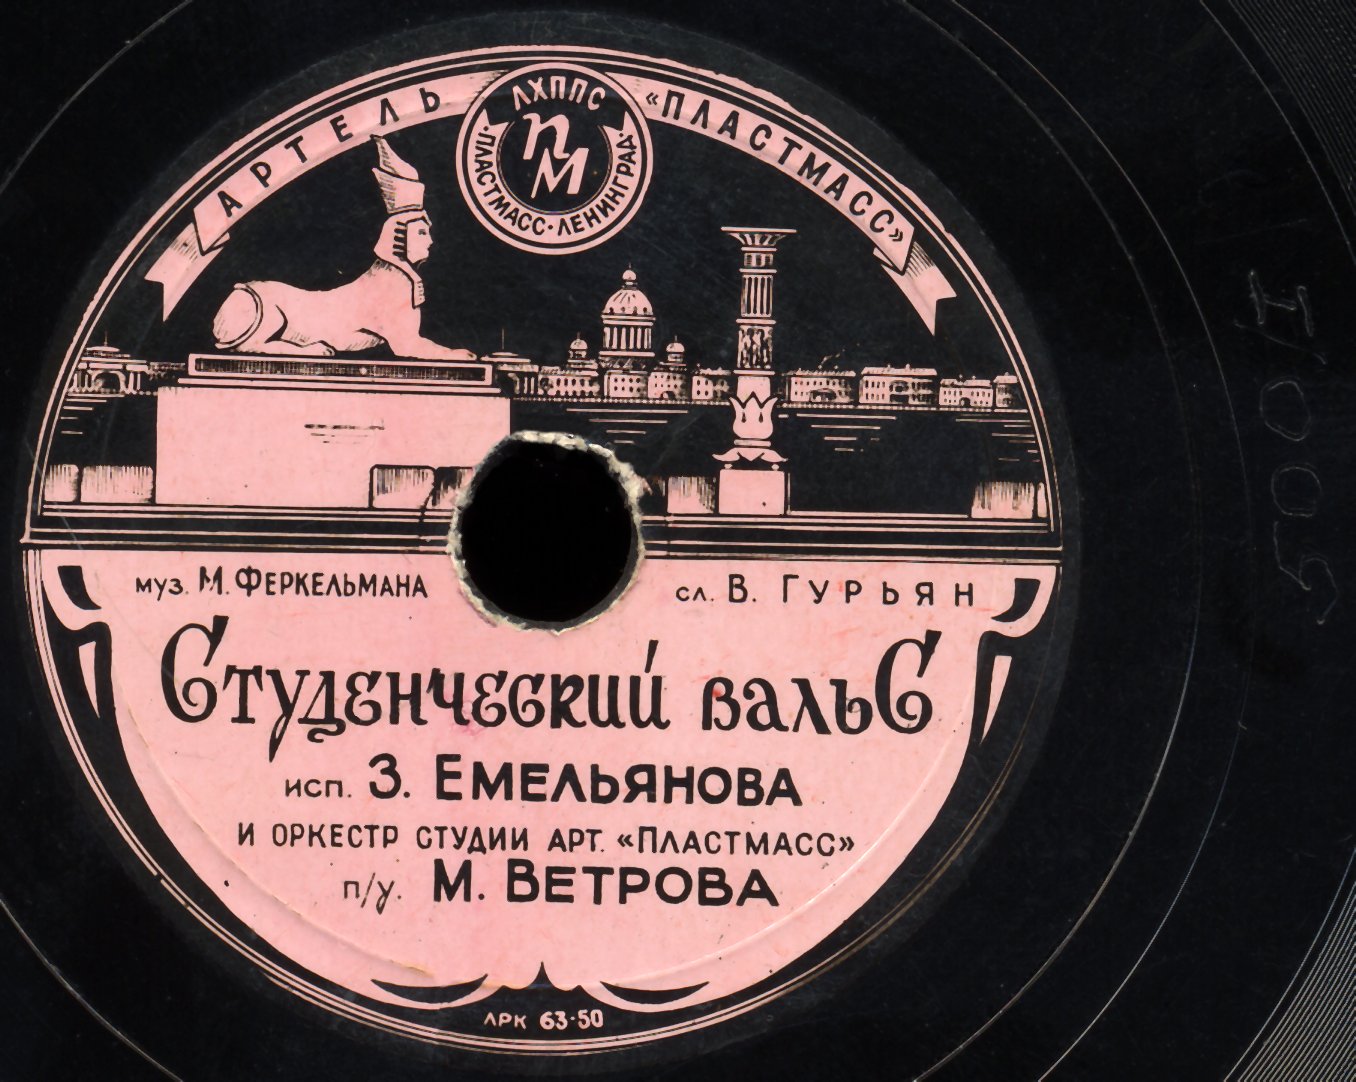 АРТЕЛЬ «ПЛАСТМАСС»
ЛХППС
ПМ
·ПЛАСТМАСС·ЛЕНИНГРАД·
муз. М. ФЕРКЕЛЬМАНА
сл. В. ГУРЬЯН
Студенческий вальс
исп. З. ЕМЕЛЬЯНОВА
И ОРКЕСТР СТУДИИ АРТ. «ПЛАСТМАСС»
п/у. М. ВЕТРОВА
ЛРК 63-50
500/I